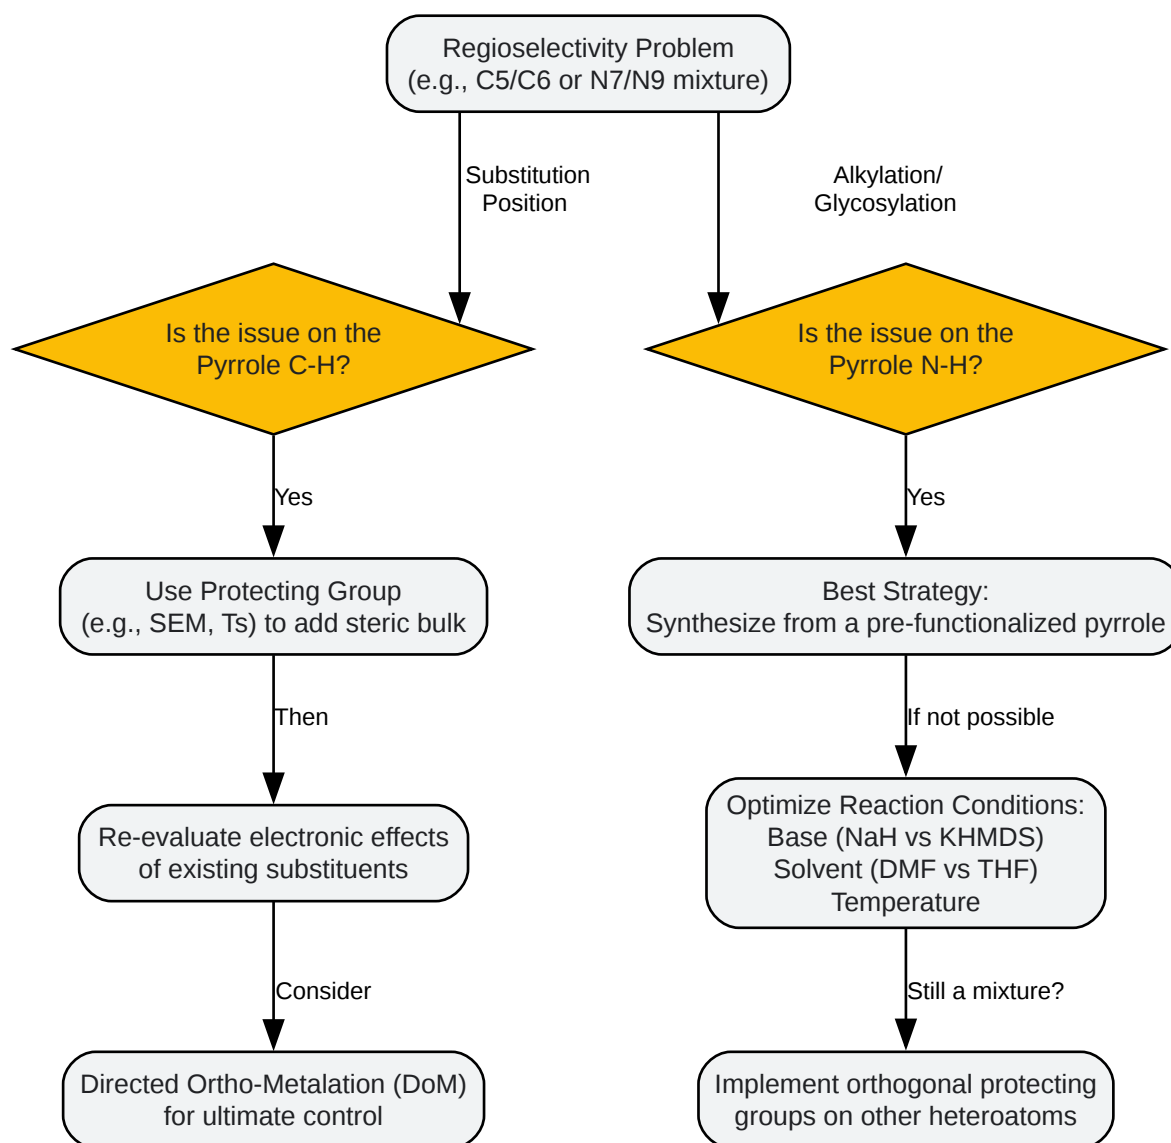 Regioselectivity Problem
(e.g., C5/C6 or N7/N9 mixture)
Substitution
Position
Alkylation/
Glycosylation
Is the issue on the
Pyrrole C-H?
Is the issue on the
Pyrrole N-H?
Yes
Yes
Use Protecting Group
(e.g., SEM, Ts) to add steric bulk
Best Strategy:
Synthesize from a pre-functionalized pyrrole
Then
If not possible
Re-evaluate electronic effects
of existing substituents
Optimize Reaction Conditions:
Base (NaH vs KHMDS)
Solvent (DMF vs THF)
Temperature
Consider
Still a mixture?
Directed Ortho-Metalation (DoM)
for ultimate control
Implement orthogonal protecting
groups on other heteroatoms